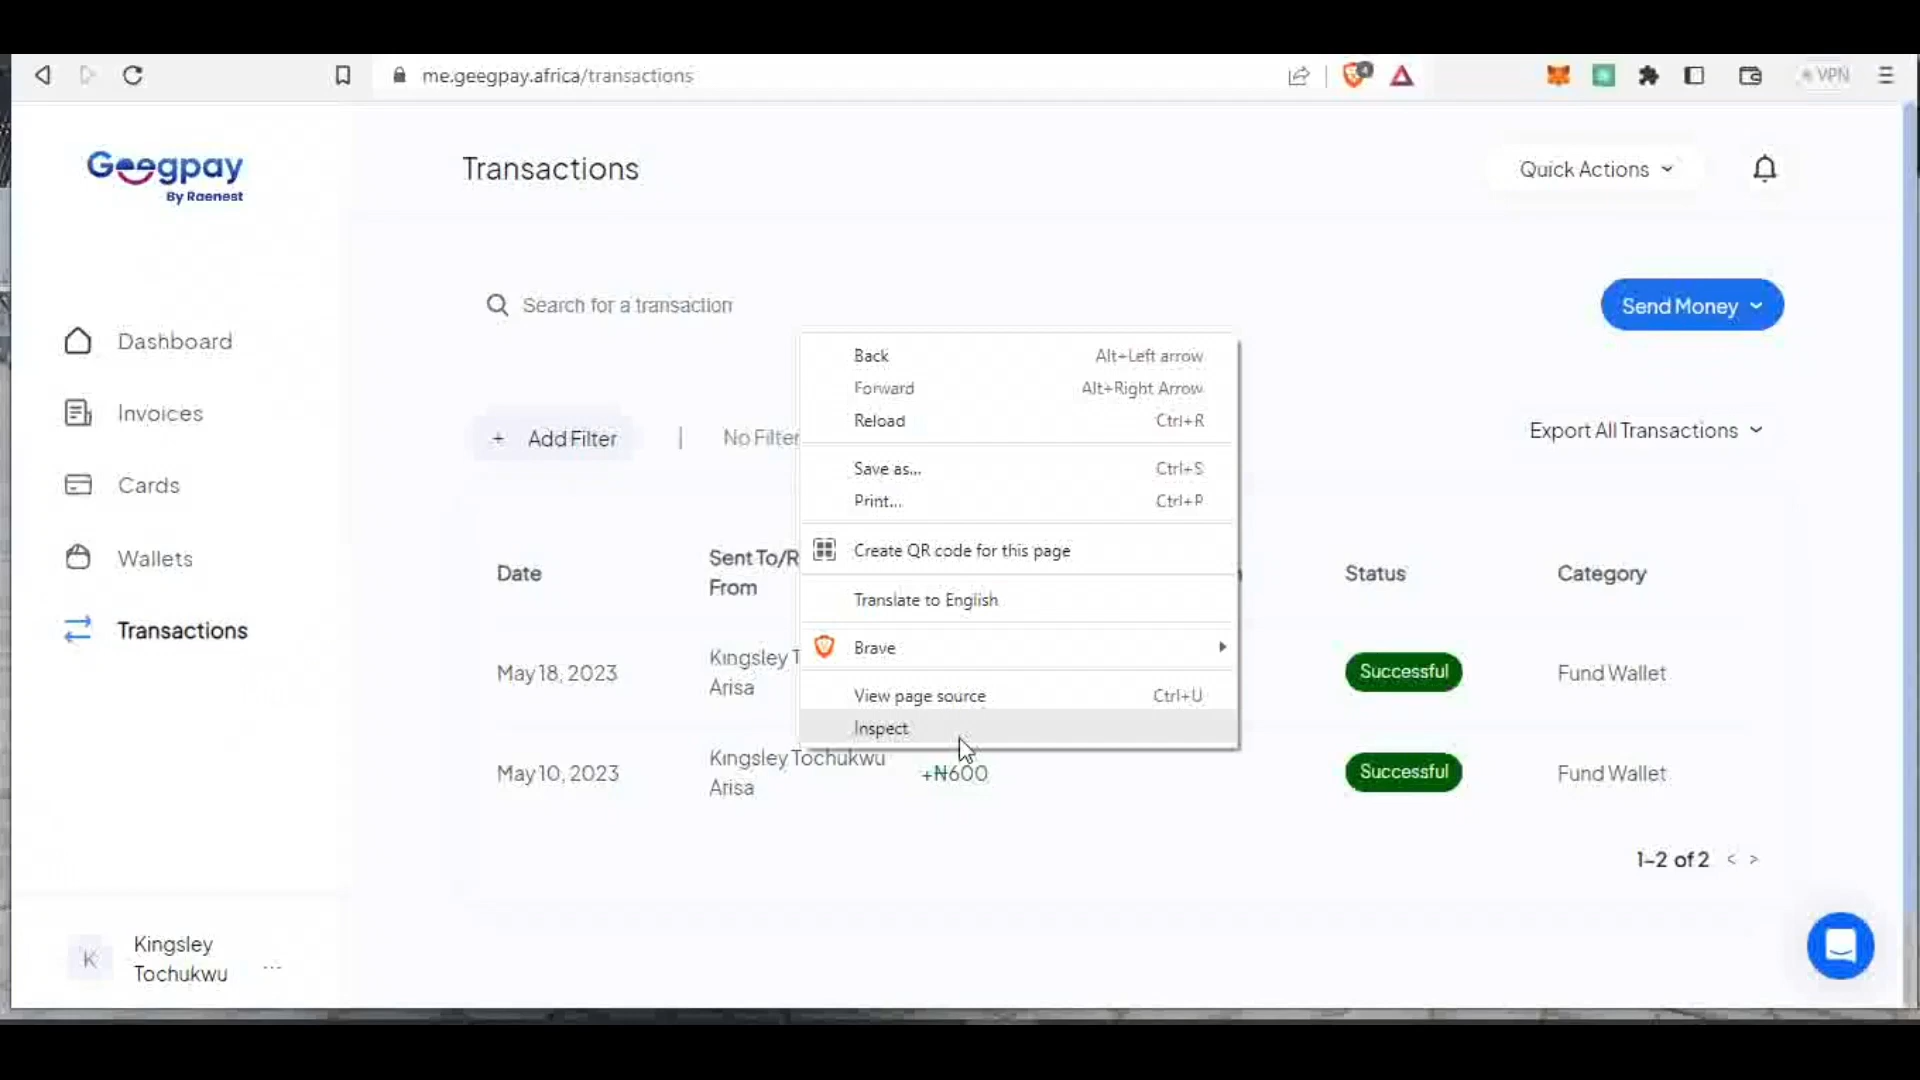 me.geegpay.africa/transactions
4
VPN
Geegpay
By Raenest
Transactions
Quick Actions
Search for a transaction
Send Money
Dashboard
Invoices
Cards
Wallets
Transactions
+ Add Filter | No Filter
Export All Transactions
Back Alt+Left arrow
Forward Alt+Right Arrow
Reload Ctrl+R
Save as... Ctrl+S
Print... Ctrl+P
Create QR code for this page
Translate to English
Brave
View page source Ctrl+U
Inspect
Date
Sent To/R
From
Status
Category
May 18, 2023
Kingsley T
Arisa
Successful
Fund Wallet
May 10, 2023
Kingsley Tochukwu
Arisa
+₦600
Successful
Fund Wallet
1–2 of 2 < >
K
Kingsley
Tochukwu
...